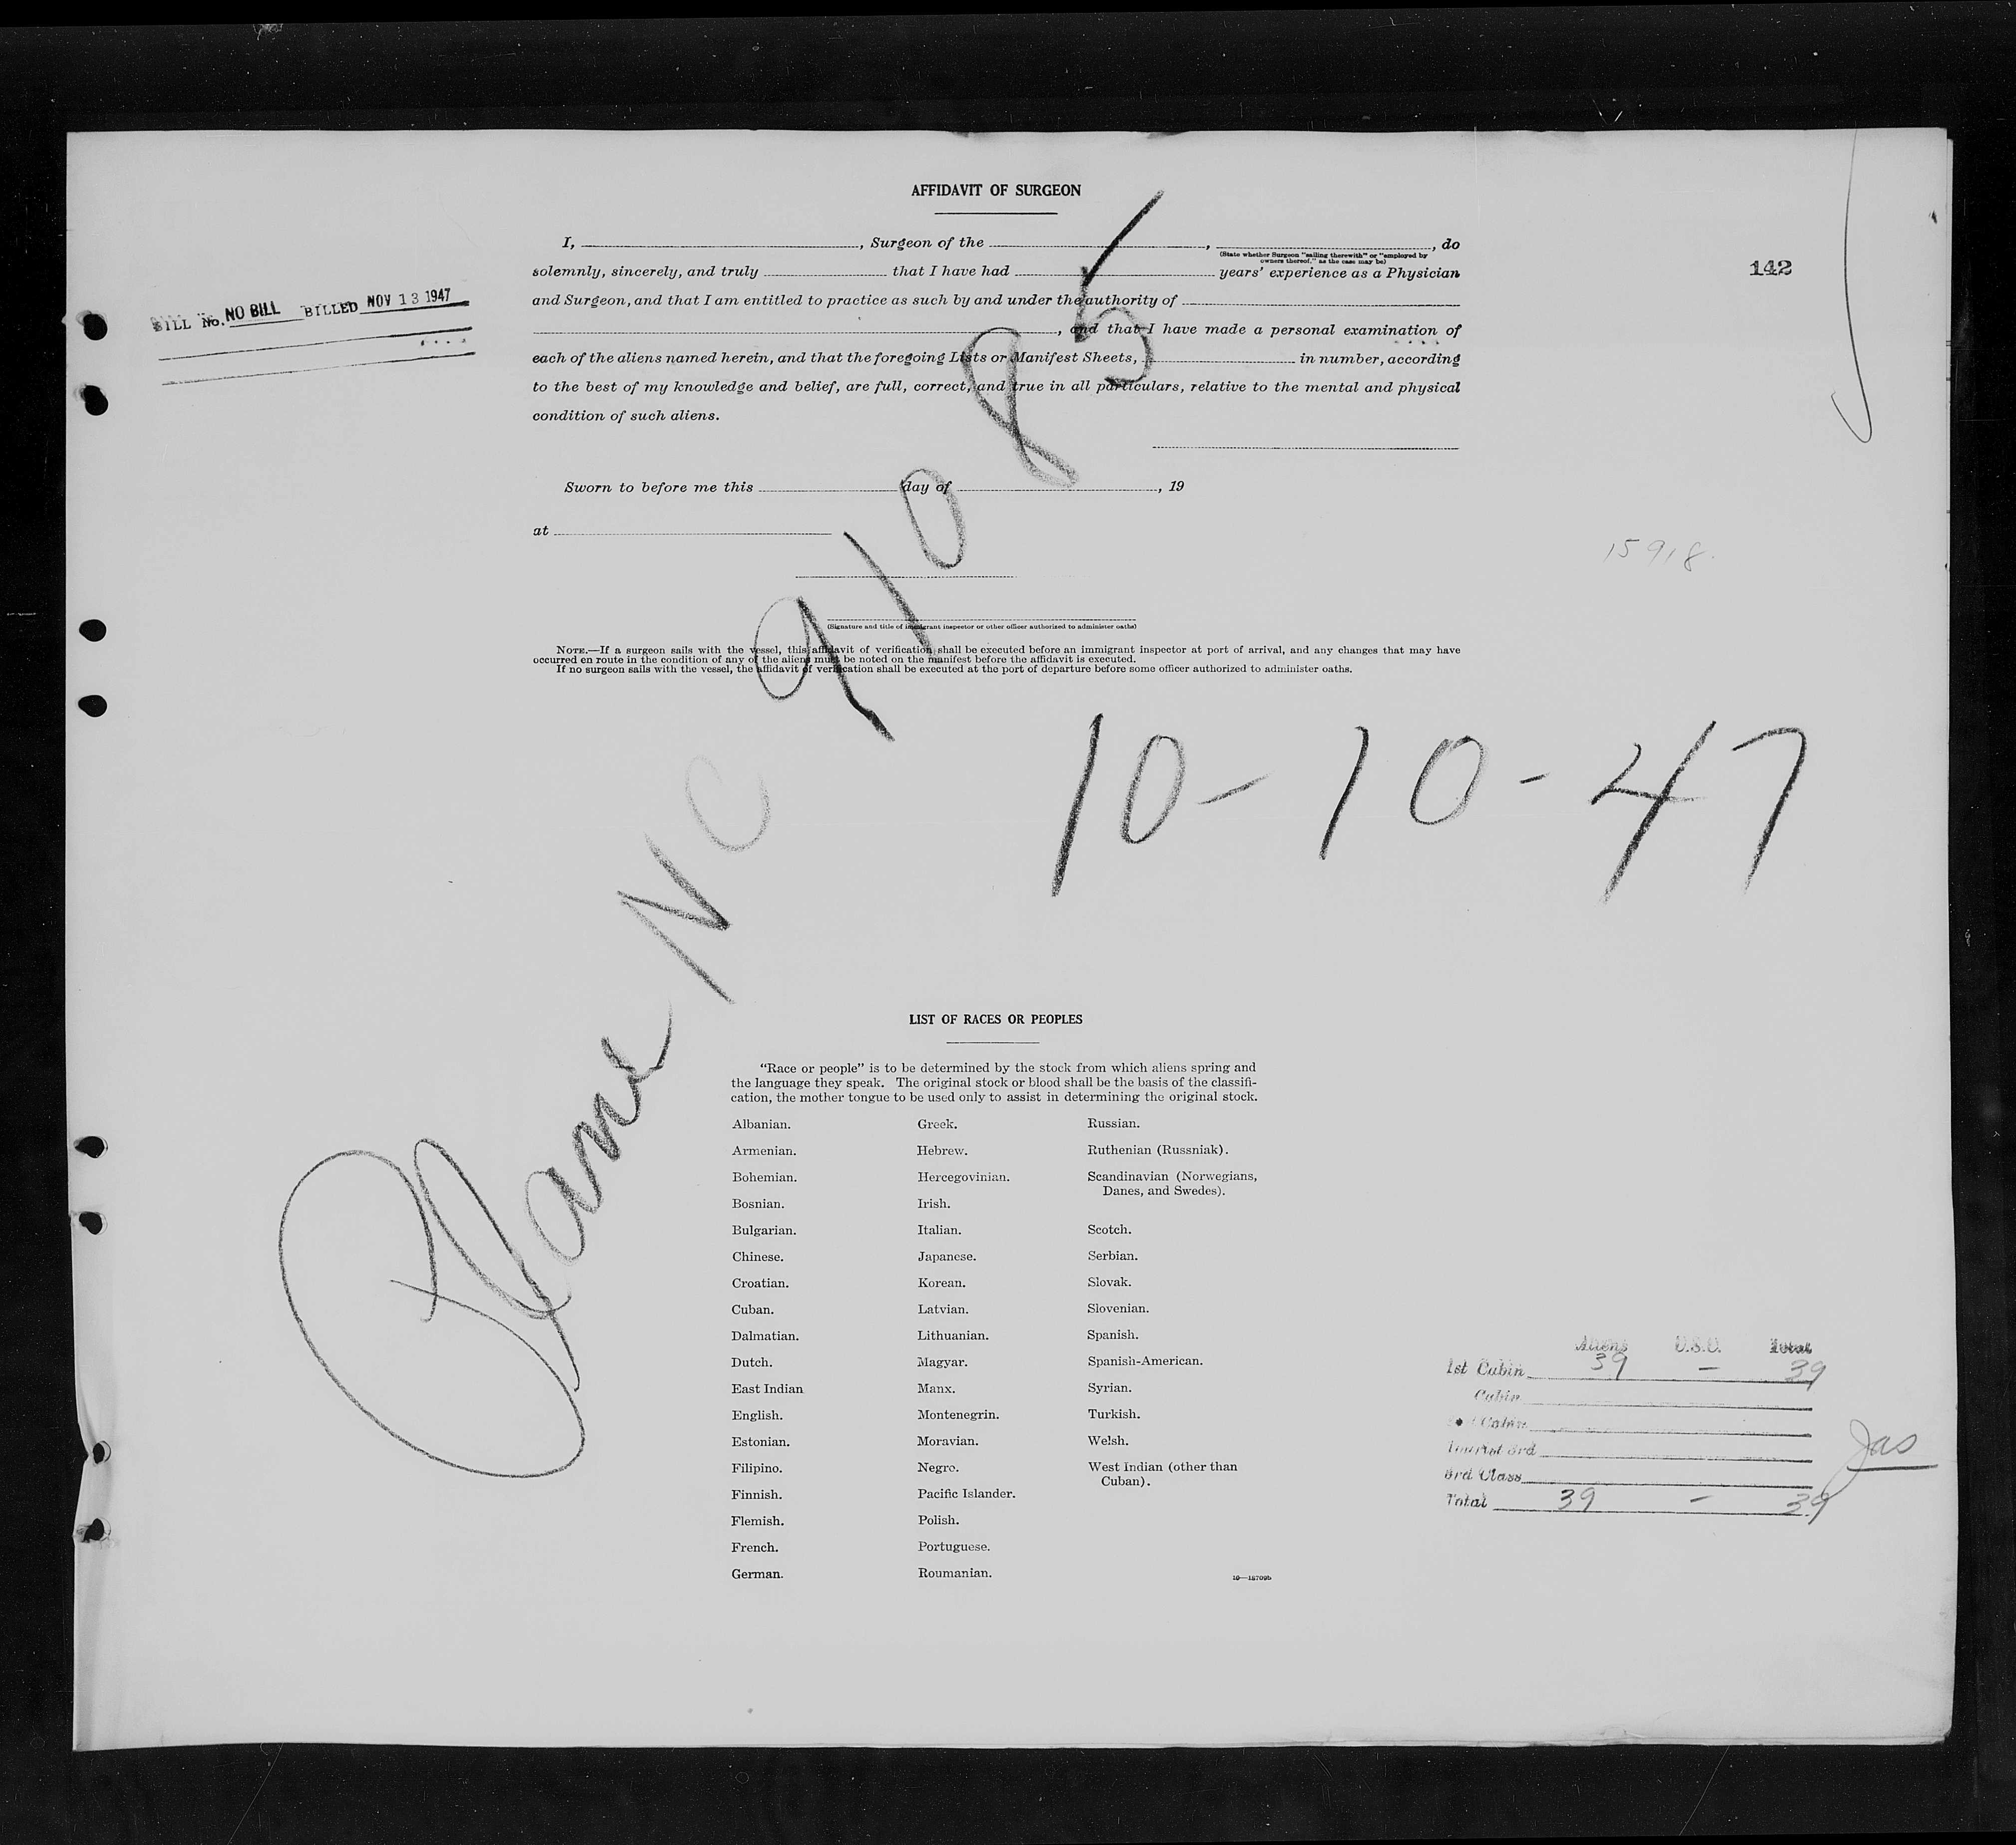 AFFIDAVIT OF SURGEON
I, , Surgeon of the , , do
(State whether Surgeon "sailing therewith" or "employed by
owners thereof," as the case may be)
solemnly, sincerely, and truly that I have had years' experience as a Physician
and Surgeon, and that I am entitled to practice as such by and under the authority of
, and that I have made a personal examination of
each of the aliens named herein, and that the foregoing Lists or Manifest Sheets, in number, according
to the best of my knowledge and belief, are full, correct, and true in all particulars, relative to the mental and physical
condition of such aliens.
142
BILL No. NO BILL BILLED NOV 13 1947
Sworn to before me this day of , 19
at
15918.
(Signature and title of immigrant inspector or other officer authorized to administer oaths)
NOTE.—If a surgeon sails with the vessel, this affidavit of verification shall be executed before an immigrant inspector at port of arrival, and any changes that may have
occurred en route in the condition of any of the aliens must be noted on the manifest before the affidavit is executed.
If no surgeon sails with the vessel, the affidavit of verification shall be executed at the port of departure before some officer authorized to administer oaths.
Plane NC 91085
10-10-47
LIST OF RACES OR PEOPLES
"Race or people" is to be determined by the stock from which aliens spring and
the language they speak. The original stock or blood shall be the basis of the classifi-
cation, the mother tongue to be used only to assist in determining the original stock.
Albanian.
Armenian.
Bohemian.
Bosnian.
Bulgarian.
Chinese.
Croatian.
Cuban.
Dalmatian.
Dutch.
East Indian
English.
Estonian.
Filipino.
Finnish.
Flemish.
French.
German.
Greek.
Hebrew.
Hercegovinian.
Irish.
Italian.
Japanese.
Korean.
Latvian.
Lithuanian.
Magyar.
Manx.
Montenegrin.
Moravian.
Negro.
Pacific Islander.
Polish.
Portuguese.
Roumanian.
Russian.
Ruthenian (Russniak).
Scandinavian (Norwegians,
Danes, and Swedes).
Scotch.
Serbian.
Slovak.
Slovenian.
Spanish.
Spanish-American.
Syrian.
Turkish.
Welsh.
West Indian (other than
Cuban).
Aliens U.S.C. Total
1st Cabin 39 — 39
Cabin
Cabin
Tourist 3rd
3rd Class
Total 39 — 39
Jas